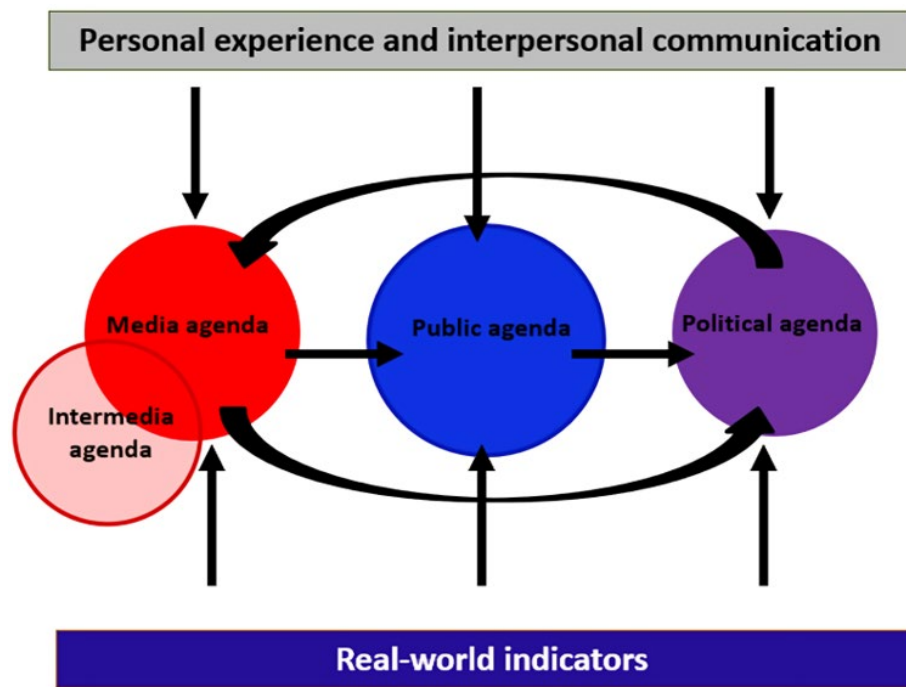 Personal experience and interpersonal communication
Media agenda
Public agenda
Political agenda
Intermedia
agenda
Real-world indicators